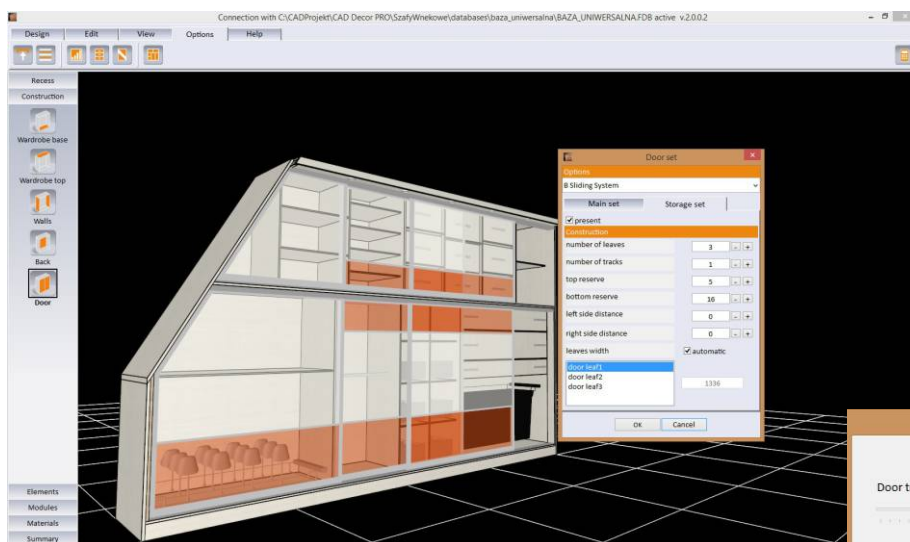 Connection with C:\CADProjekt\CAD Decor PRO\SzafyWnekowe\databases\baza_uniwersalna\BAZA_UNIWERSALNA.FDB active v.2.0.0.2
Design Edit View Options Help
Recess
Construction
Wardrobe base
Wardrobe top
Walls
Back
Door
Elements
Modules
Materials
Summary
Door set
Options
B Sliding System
Main set Storage set
present
Construction
number of leaves 3 - +
number of tracks 1 - +
top reserve 5 - +
bottom reserve 16 - +
left side distance 0 - +
right side distance 0 - +
leaves width automatic
door leaf1
door leaf2
door leaf3
1336
OK Cancel
Door t